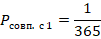 Pсовп. с 1 = 1/365